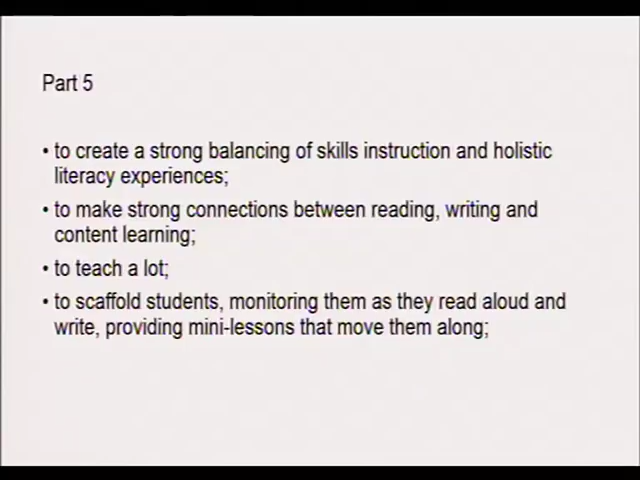 Part 5
• to create a strong balancing of skills instruction and holistic
literacy experiences;
• to make strong connections between reading, writing and
content learning;
• to teach a lot;
• to scaffold students, monitoring them as they read aloud and
write, providing mini-lessons that move them along;